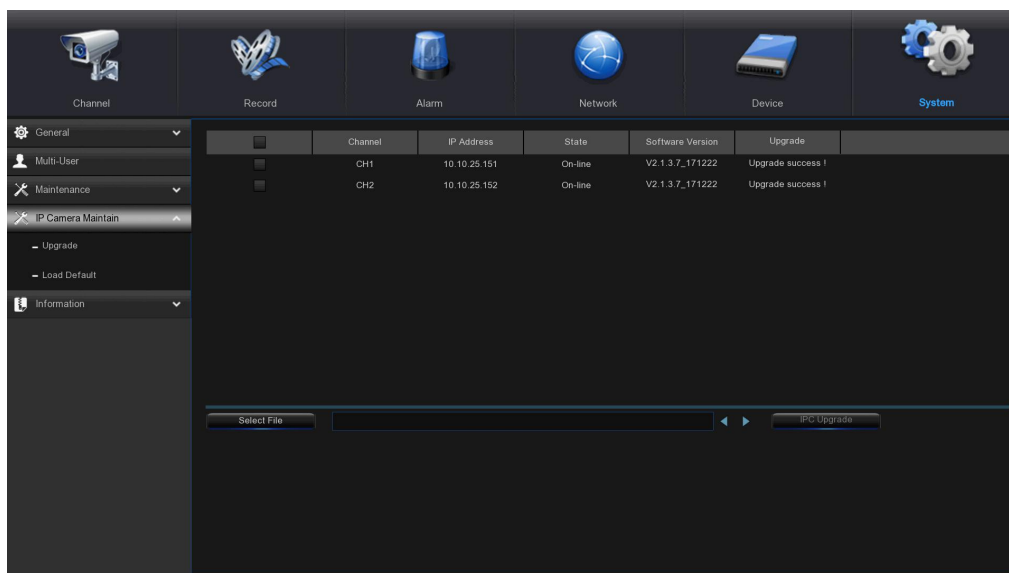 Channel Record Alarm Network Device System
General
Multi-User
Maintenance
IP Camera Maintain
Upgrade
Load Default
Information
Channel IP Address State Software Version Upgrade
CH1 10.10.25.151 On-line V2.1.3.7_171222 Upgrade success !
CH2 10.10.25.152 On-line V2.1.3.7_171222 Upgrade success !
Select File IPC Upgrade